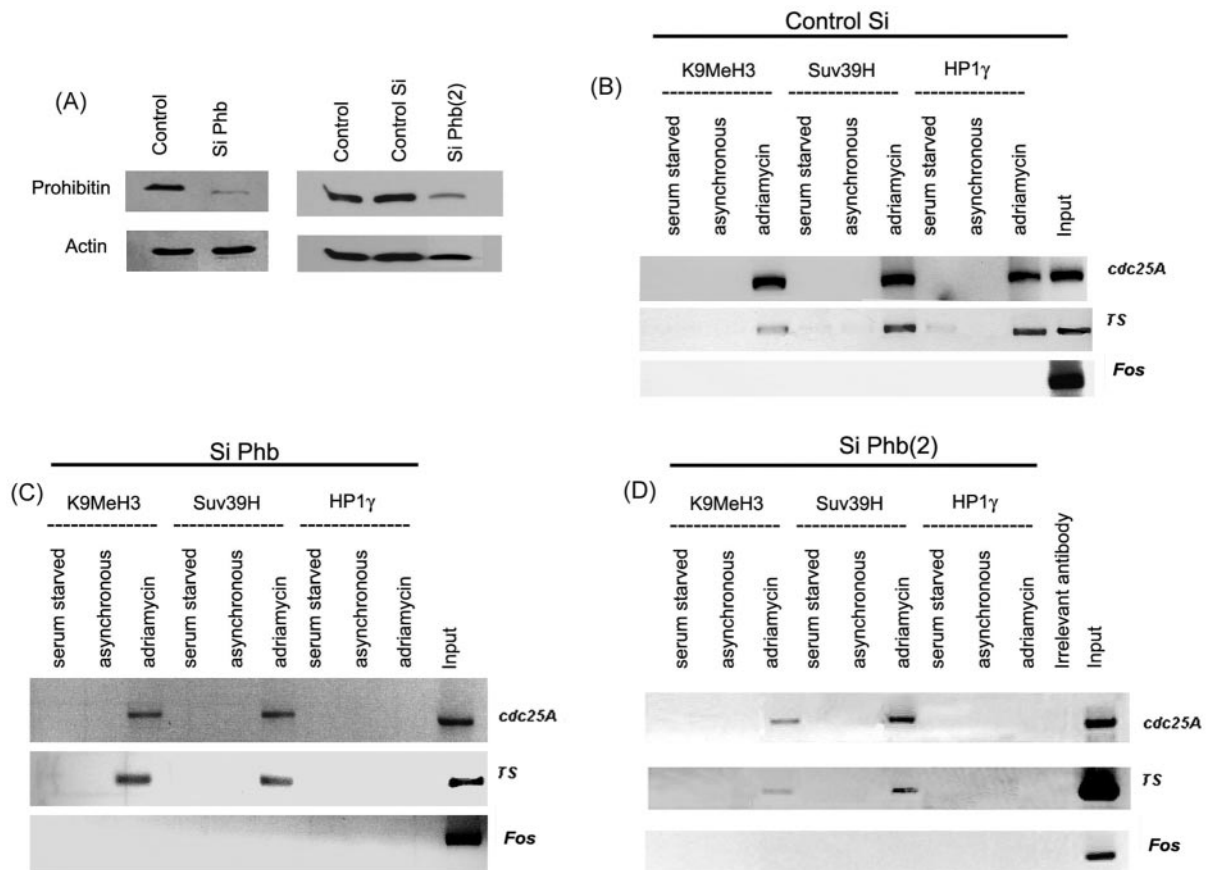 (A)
Control
Si Phb
Control
Control Si
Si Phb(2)
Prohibitin
Actin
Control Si
(B)
K9MeH3 Suv39H HP1γ
serum starved
asynchronous
adriamycin
serum starved
asynchronous
adriamycin
serum starved
asynchronous
adriamycin
Input
cdc25A
TS
Fos
Si Phb
(C)
K9MeH3 Suv39H HP1γ
serum starved
asynchronous
adriamycin
serum starved
asynchronous
adriamycin
serum starved
asynchronous
adriamycin
Input
cdc25A
TS
Fos
Si Phb(2)
(D)
K9MeH3 Suv39H HP1γ
serum starved
asynchronous
adriamycin
serum starved
asynchronous
adriamycin
serum starved
asynchronous
adriamycin
Irrelevant antibody
Input
cdc25A
TS
Fos